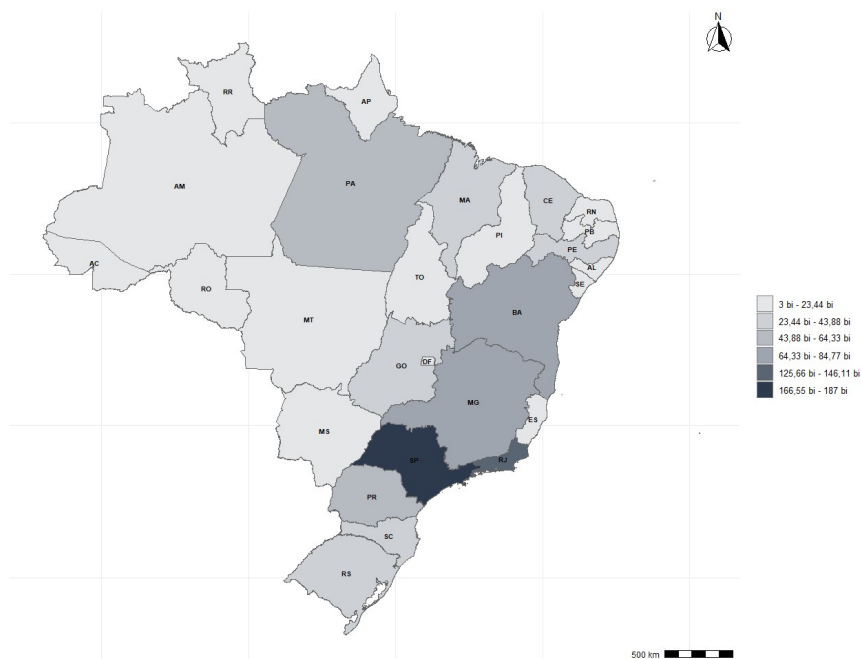 N
RR
AP
AM
PA
MA
CE
RN
PI
PB
PE
AC
TO
AL
RO
SE
BA
MT
GO
DF
MG
ES
MS
SP
RJ
PR
SC
RS
3 bi - 23,44 bi
23,44 bi - 43,88 bi
43,88 bi - 64,33 bi
64,33 bi - 84,77 bi
125,66 bi - 146,11 bi
166,55 bi - 187 bi
500 km